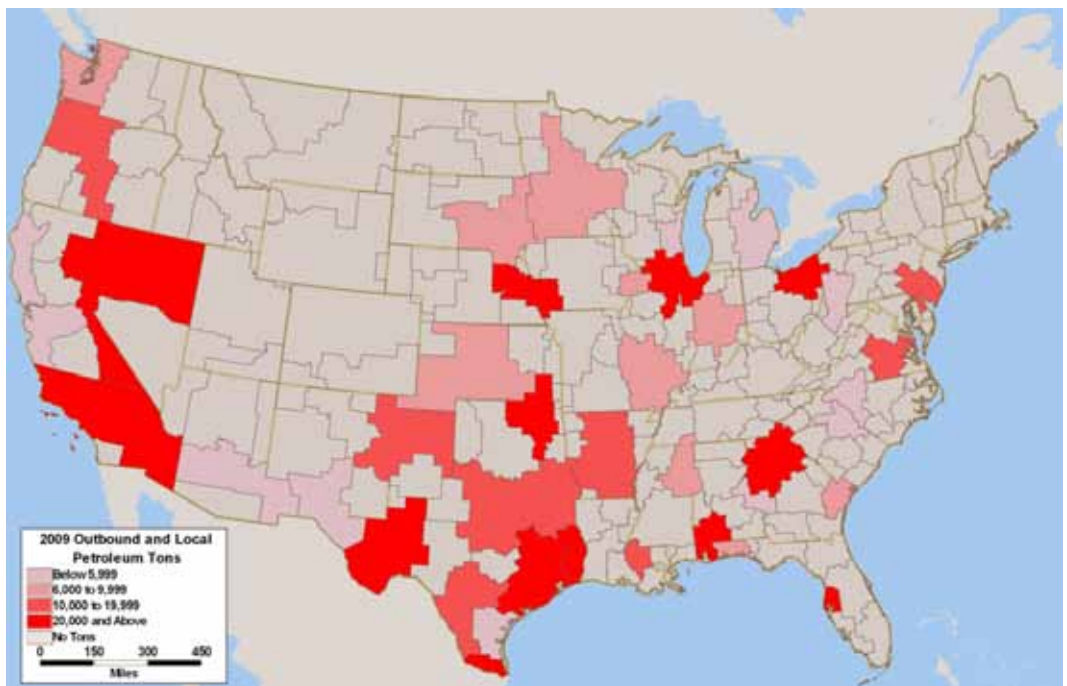 2009 Outbound and Local
Petroleum Tons
Below 5,999
6,000 to 9,999
10,000 to 19,999
20,000 and Above
No Tons
0 150 300 450
Miles